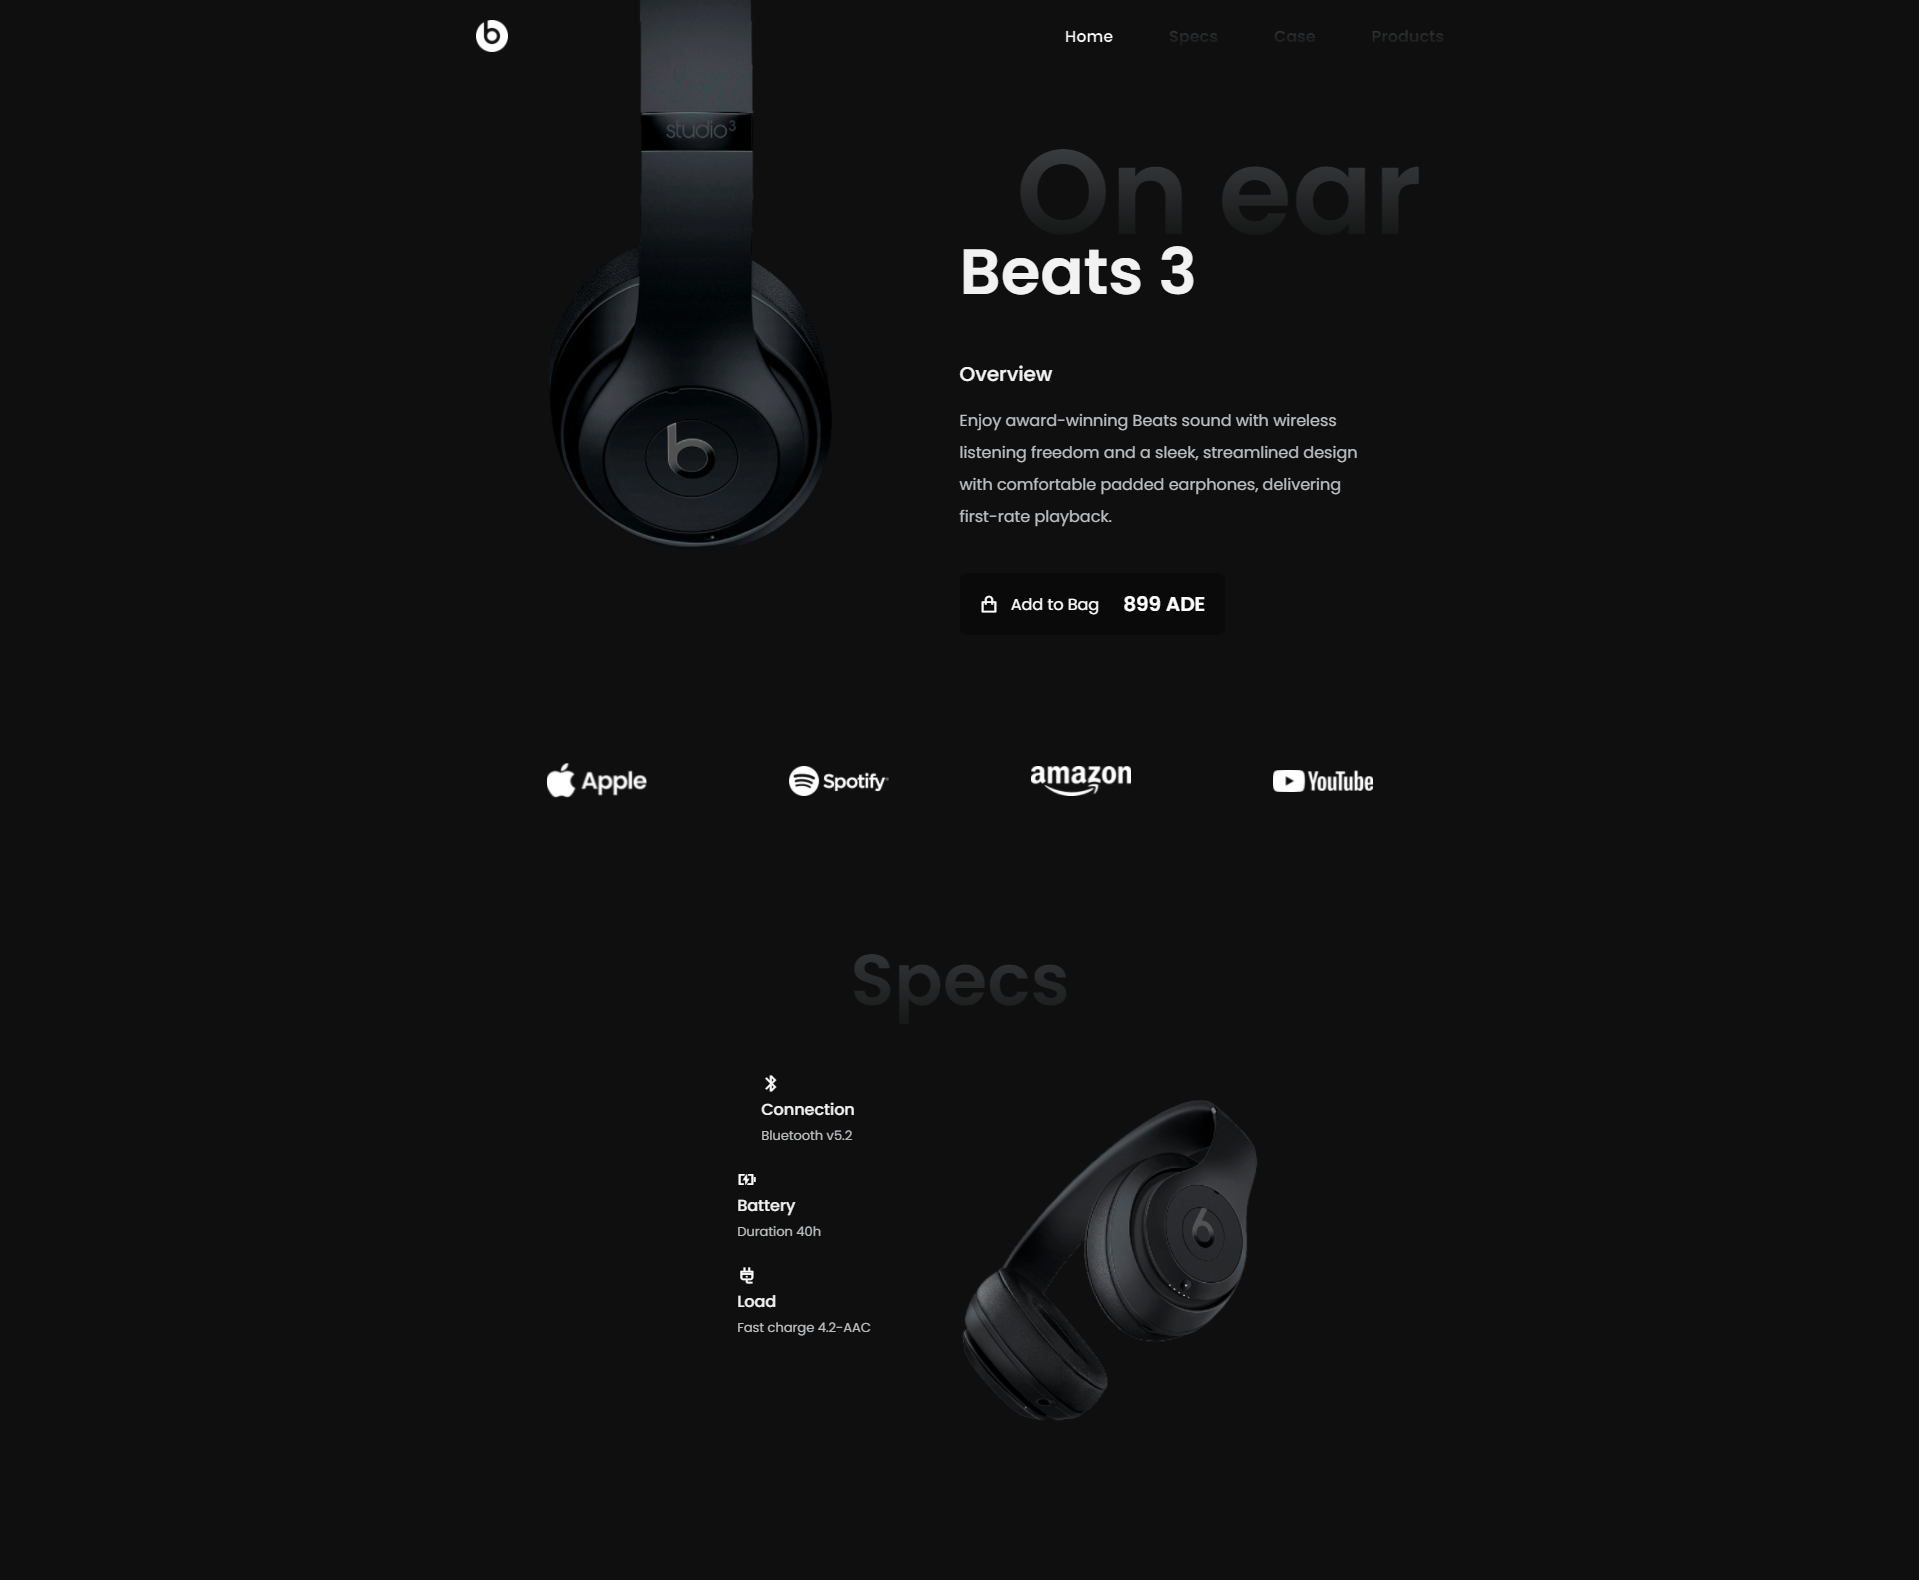 Home Specs Case Products
studio3
On ear
Beats 3
Overview
Enjoy award-winning Beats sound with wireless
listening freedom and a sleek, streamlined design
with comfortable padded earphones, delivering
first-rate playback.
Add to Bag 899 ADE
Apple Spotify amazon YouTube
Specs
Connection
Bluetooth v5.2
Battery
Duration 40h
Load
Fast charge 4.2-AAC